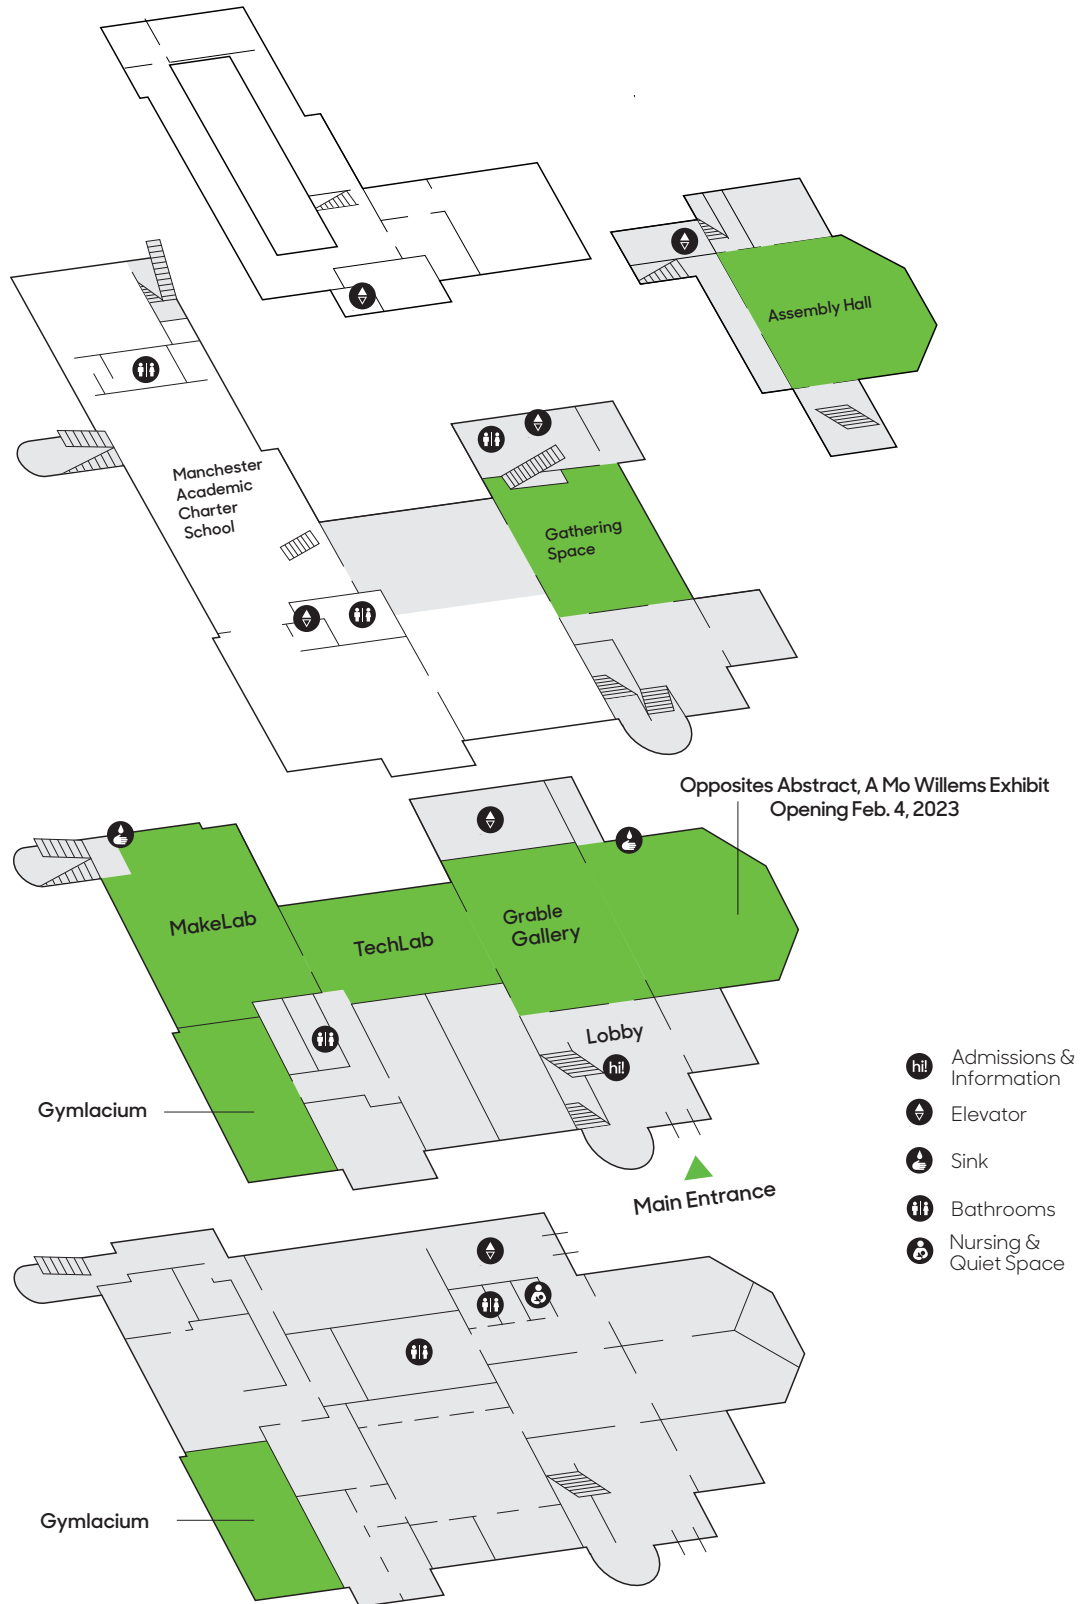 Assembly Hall
Manchester
Academic
Charter
School
Gathering
Space
Opposites Abstract, A Mo Willems Exhibit
Opening Feb. 4, 2023
MakeLab
TechLab
Grable
Gallery
Lobby
hi!
Gymlacium
Main Entrance
hi! Admissions &
Information
Elevator
Sink
Bathrooms
Nursing &
Quiet Space
Gymlacium